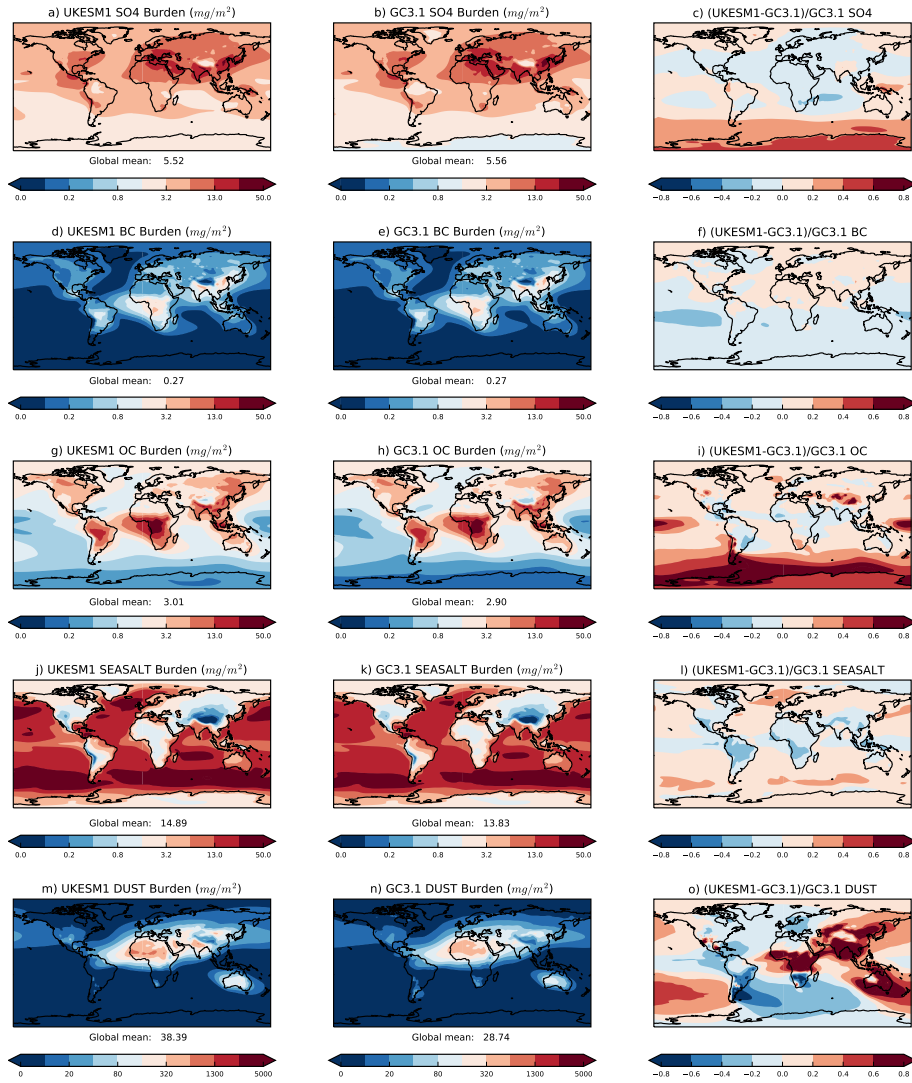 a) UKESM1 SO4 Burden (mg/m²) b) GC3.1 SO4 Burden (mg/m²) c) (UKESM1-GC3.1)/GC3.1 SO4
Global mean: 5.52 Global mean: 5.56
0.0 0.2 0.8 3.2 13.0 50.0 0.0 0.2 0.8 3.2 13.0 50.0 −0.8 −0.6 −0.4 −0.2 0.0 0.2 0.4 0.6 0.8
d) UKESM1 BC Burden (mg/m²) e) GC3.1 BC Burden (mg/m²) f) (UKESM1-GC3.1)/GC3.1 BC
Global mean: 0.27 Global mean: 0.27
0.0 0.2 0.8 3.2 13.0 50.0 0.0 0.2 0.8 3.2 13.0 50.0 −0.8 −0.6 −0.4 −0.2 0.0 0.2 0.4 0.6 0.8
g) UKESM1 OC Burden (mg/m²) h) GC3.1 OC Burden (mg/m²) i) (UKESM1-GC3.1)/GC3.1 OC
Global mean: 3.01 Global mean: 2.90
0.0 0.2 0.8 3.2 13.0 50.0 0.0 0.2 0.8 3.2 13.0 50.0 −0.8 −0.6 −0.4 −0.2 0.0 0.2 0.4 0.6 0.8
j) UKESM1 SEASALT Burden (mg/m²) k) GC3.1 SEASALT Burden (mg/m²) l) (UKESM1-GC3.1)/GC3.1 SEASALT
Global mean: 14.89 Global mean: 13.83
0.0 0.2 0.8 3.2 13.0 50.0 0.0 0.2 0.8 3.2 13.0 50.0 −0.8 −0.6 −0.4 −0.2 0.0 0.2 0.4 0.6 0.8
m) UKESM1 DUST Burden (mg/m²) n) GC3.1 DUST Burden (mg/m²) o) (UKESM1-GC3.1)/GC3.1 DUST
Global mean: 38.39 Global mean: 28.74
0 20 80 320 1300 5000 0 20 80 320 1300 5000 −0.8 −0.6 −0.4 −0.2 0.0 0.2 0.4 0.6 0.8